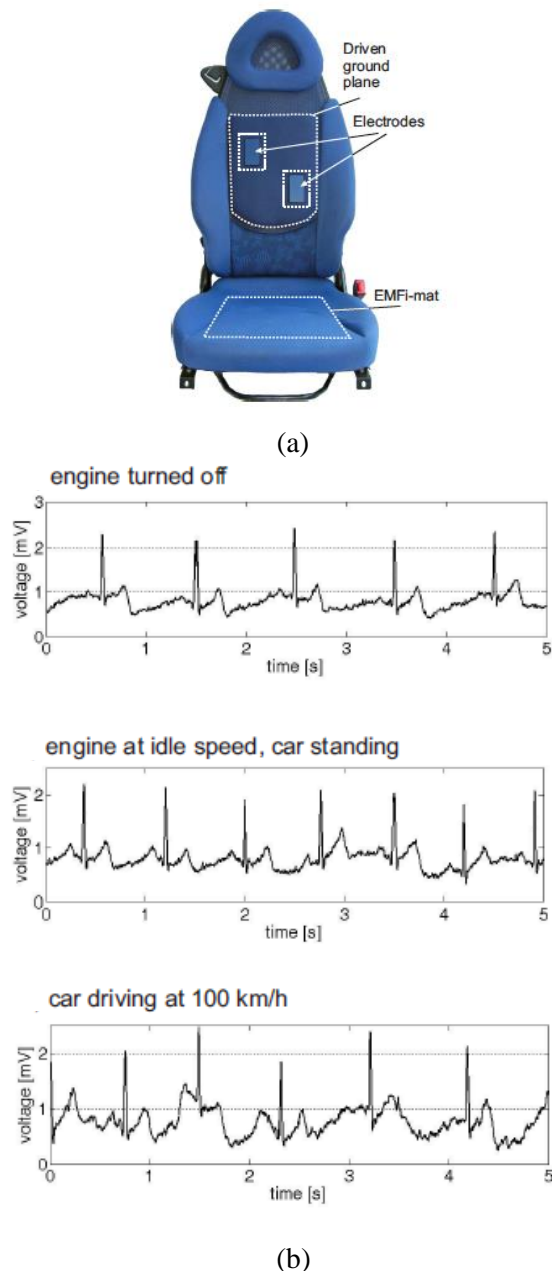 Driven
ground
plane
Electrodes
EMFi-mat
(a)
engine turned off
voltage [mV]
3
2
1
0
0 1 2 3 4 5
time [s]
engine at idle speed, car standing
voltage [mV]
2
1
0
0 1 2 3 4 5
time [s]
car driving at 100 km/h
voltage [mV]
2
1
0
0 1 2 3 4 5
time [s]
(b)